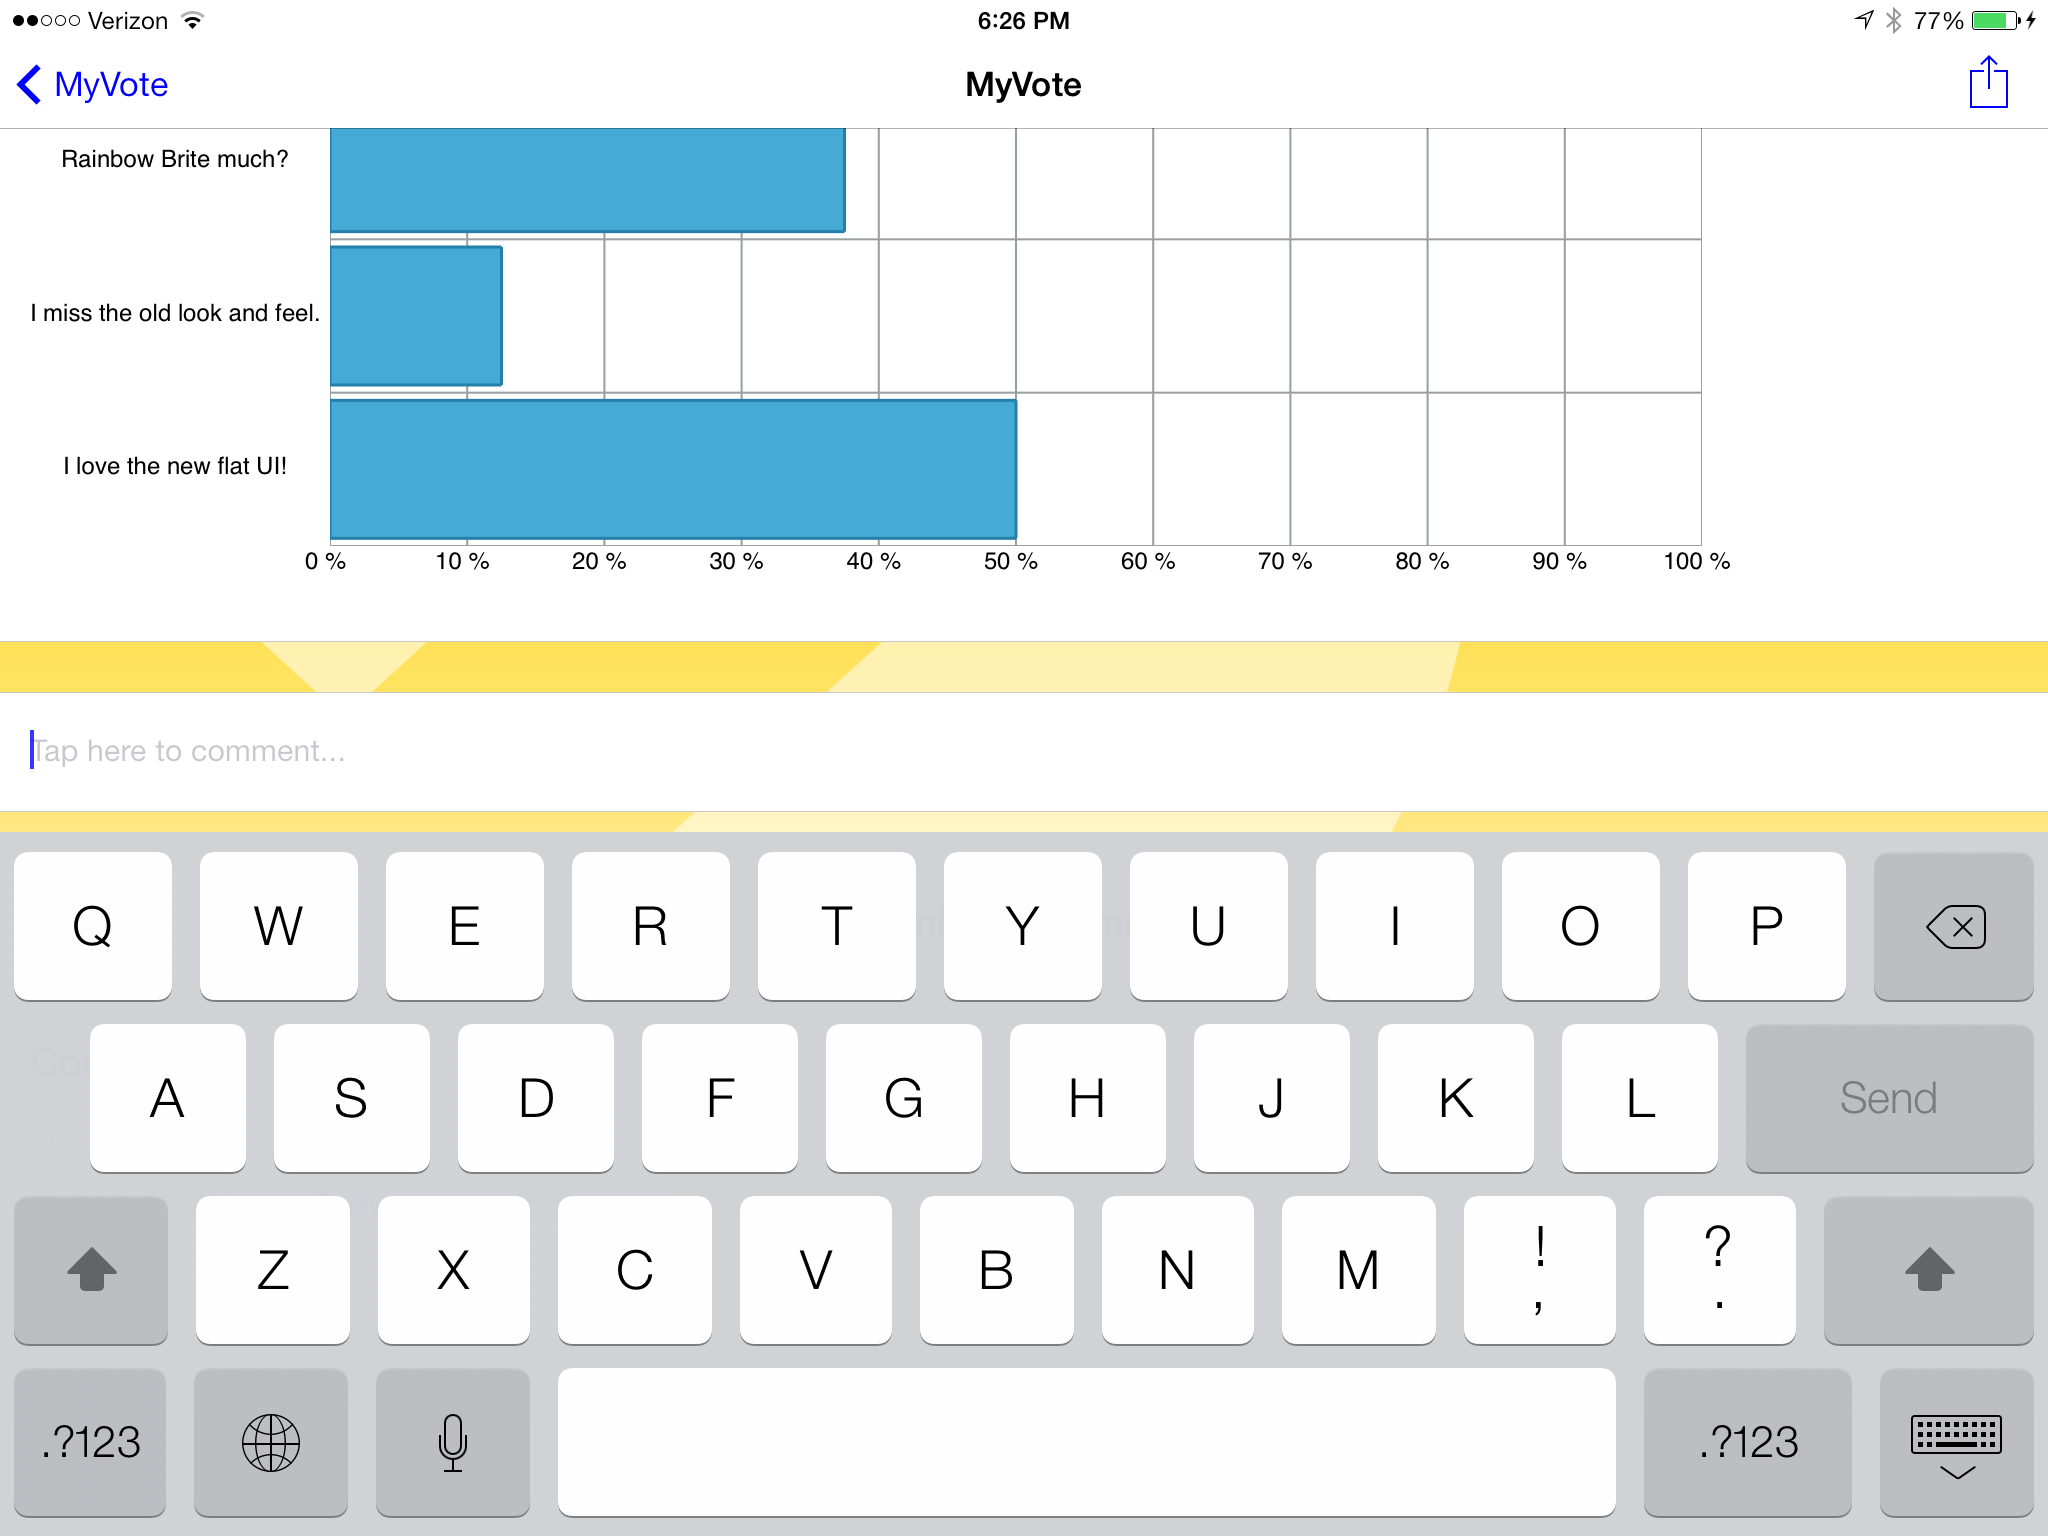 Verizon 6:26 PM 77%
MyVote MyVote
Rainbow Brite much?
I miss the old look and feel.
I love the new flat UI!
0 % 10 % 20 % 30 % 40 % 50 % 60 % 70 % 80 % 90 % 100 %
Tap here to comment...
Q W E R T Y U I O P
A S D F G H J K L Send
Z X C V B N M ! ?
, .
.?123 .?123